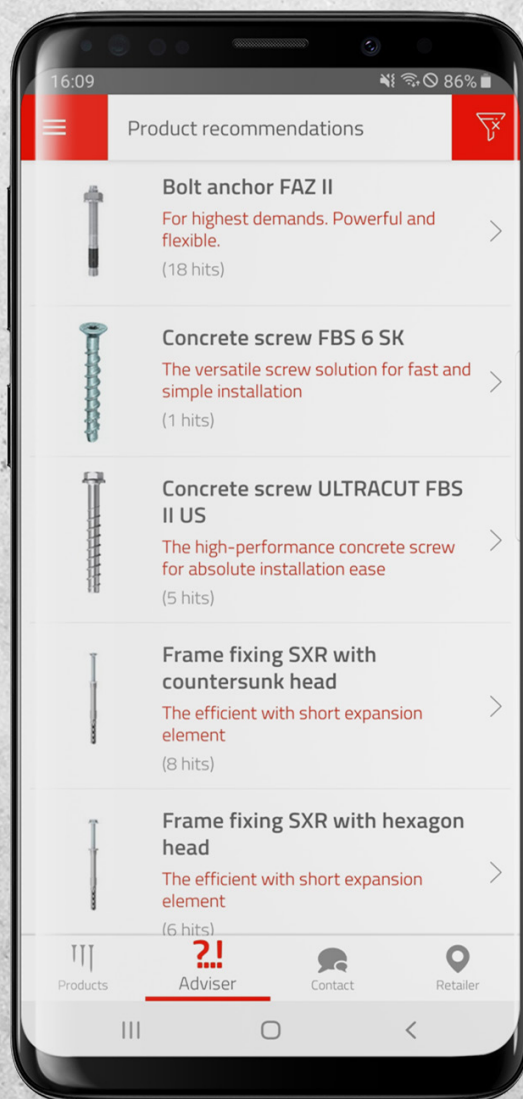 16:09
86%
Product recommendations
Bolt anchor FAZ II
For highest demands. Powerful and
flexible.
(18 hits)
Concrete screw FBS 6 SK
The versatile screw solution for fast and
simple installation
(1 hits)
Concrete screw ULTRACUT FBS
II US
The high-performance concrete screw
for absolute installation ease
(5 hits)
Frame fixing SXR with
countersunk head
The efficient with short expansion
element
(8 hits)
Frame fixing SXR with hexagon
head
The efficient with short expansion
element
(6 hits)
?..!
Products
Adviser
Contact
Retailer